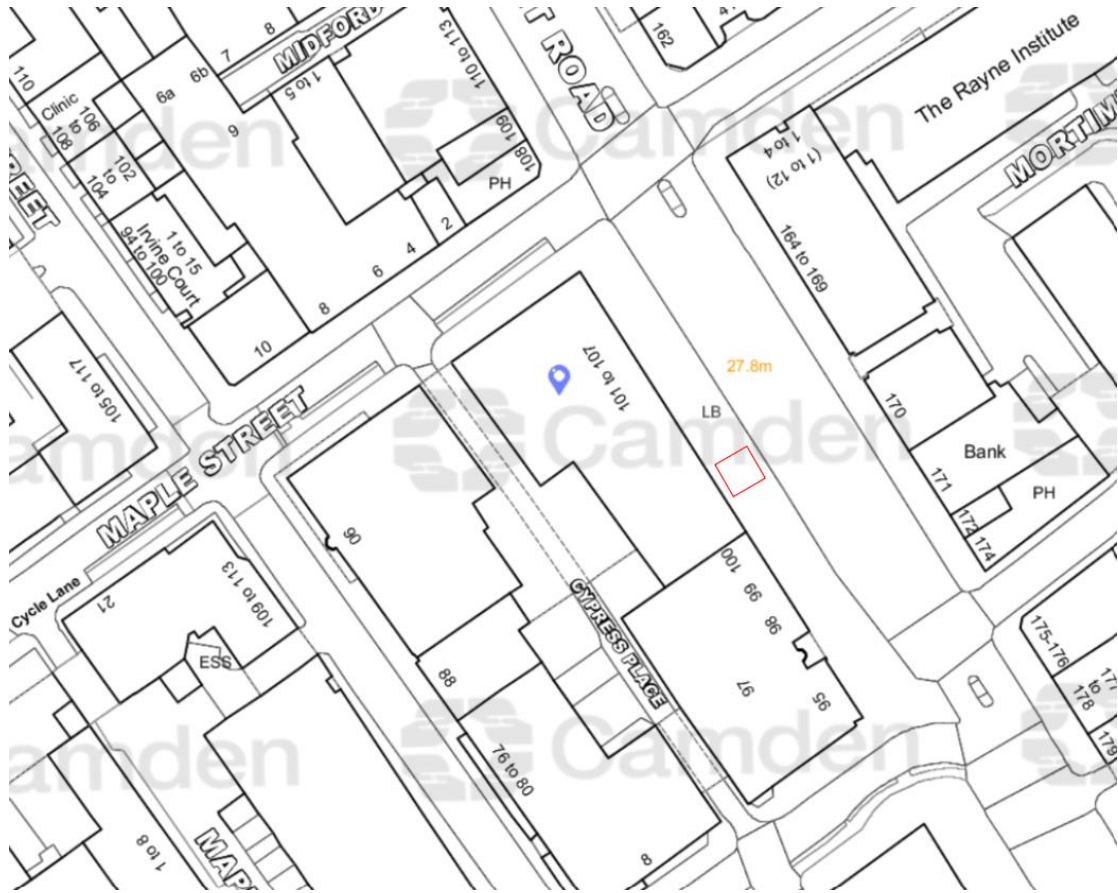 MIDFORD
T ROAD
The Rayne Institute
MORTIM
Clinic
110
106
to
108
102
to
104
Irvine Court
94 to 100
1 to 15
6a
6b
7
8
9
1 to 5
110 to 113
109
108
PH
2
4
6
8
10
162
1 to 4
(1 to 12)
164 to 169
170
171
172
174
Bank
PH
27.8m
LB
101 to 107
105 to 117
MAPLE STREET
REET
Cycle Lane
21
109 to 113
ESS
90
88
76 to 80
8
CYPRESS PLACE
100
99
98
97
95
175-176
177
to
178
179
1 to 8
MAP
Camden
Camden
Camden
Camden
Camden